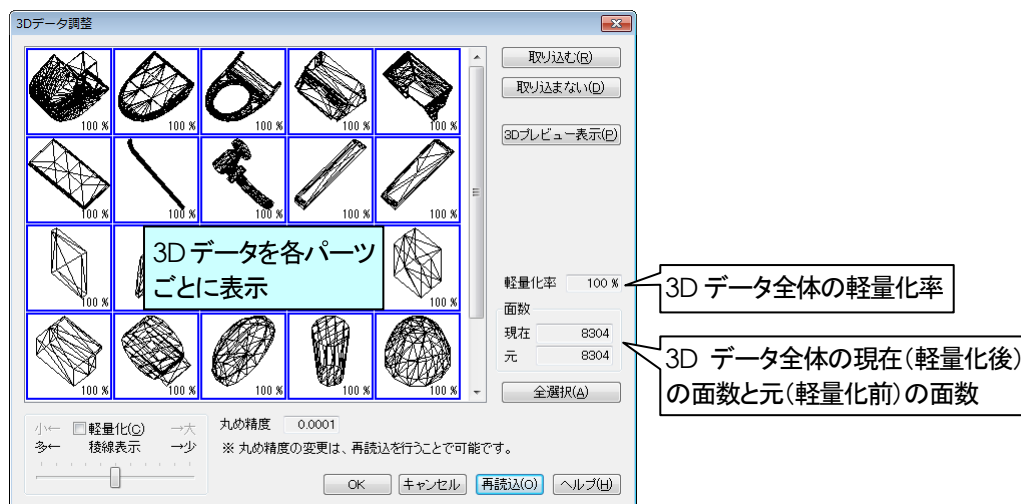 3Dデータ調整
取り込む(R)
取り込まない(D)
3Dプレビュー表示(P)
100 % 100 % 100 % 100 % 100 %
100 % 100 % 100 % 100 % 100 %
3D データを各パーツ
ごとに表示
100 % 100 %
100 % 100 % 100 % 100 % 100 %
軽量化率 100 %
3D データ全体の軽量化率
面数
現在 8304
元 8304
3D データ全体の現在(軽量化後)
の面数と元(軽量化前)の面数
全選択(A)
小← 軽量化(C) →大
多← 稜線表示 →少
丸め精度 0.0001
※ 丸め精度の変更は、再読込を行うことで可能です。
OK キャンセル 再読込(O) ヘルプ(H)